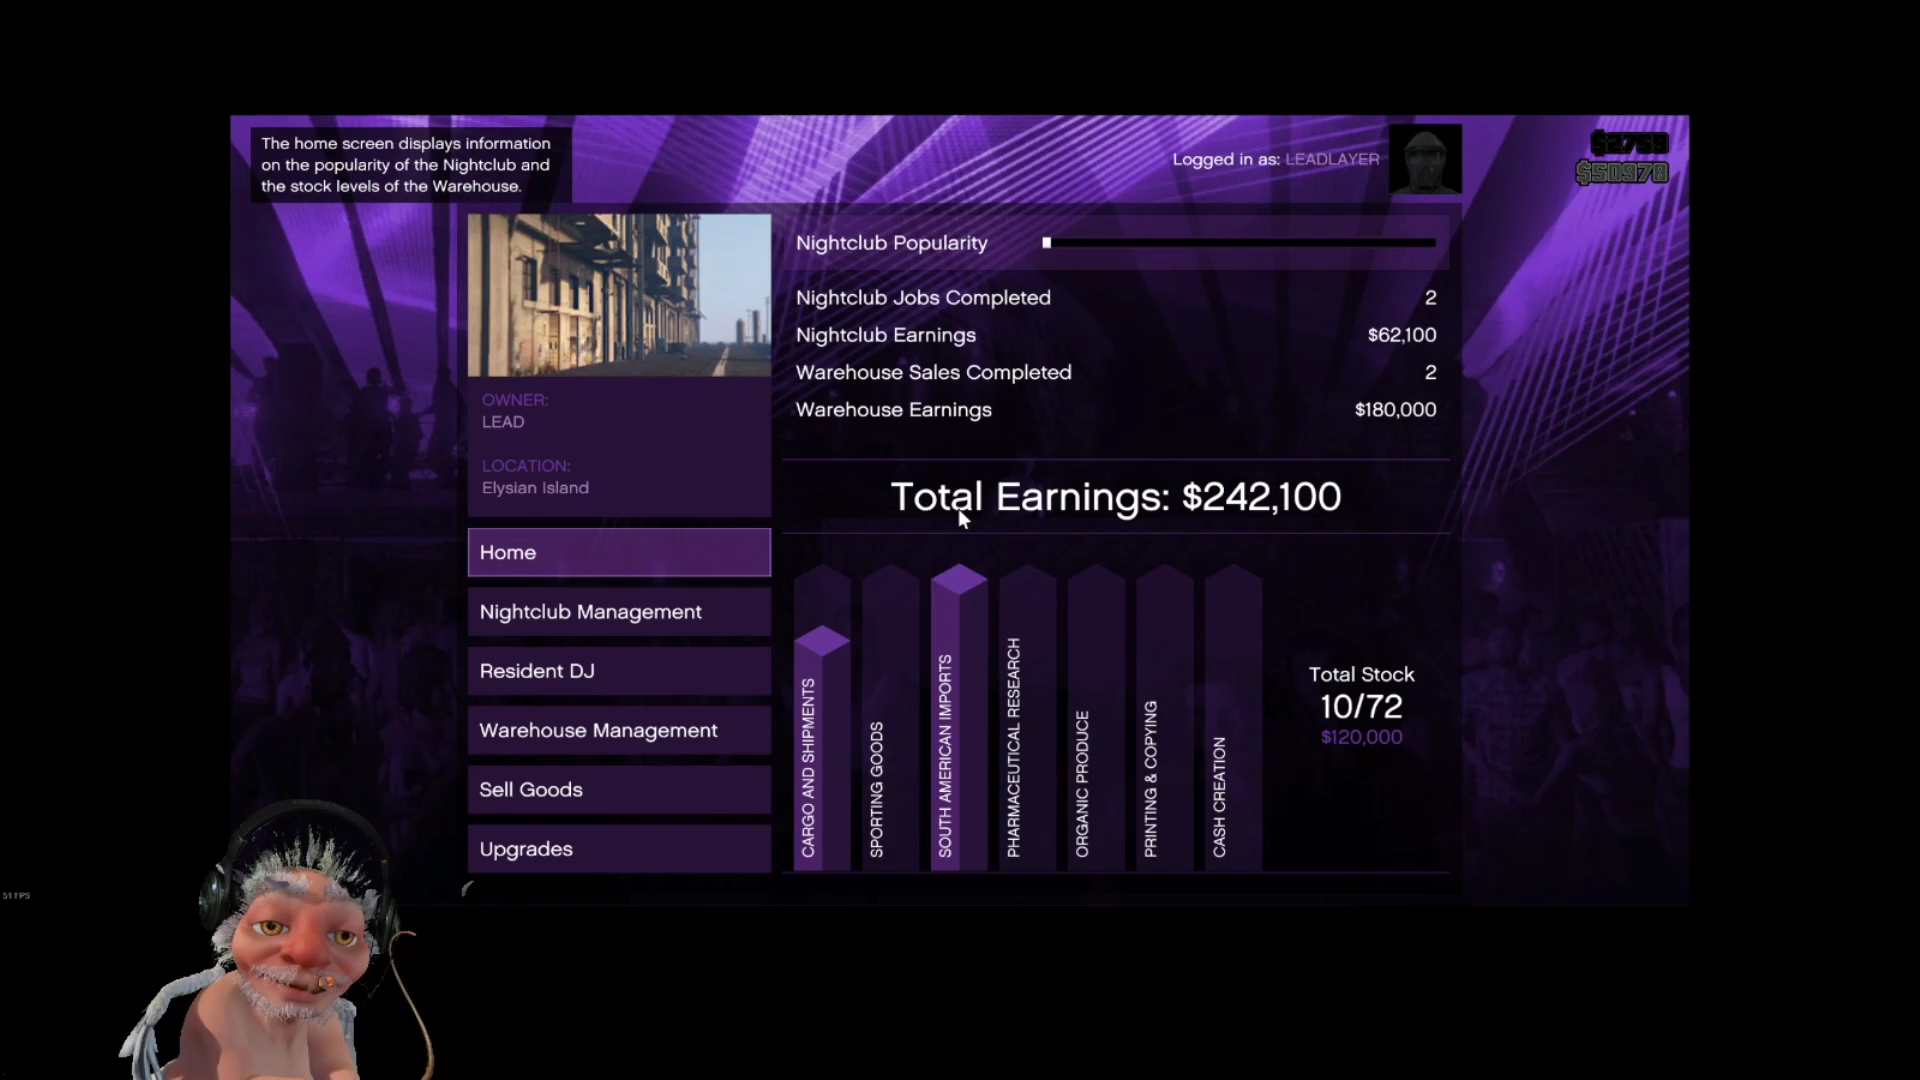 The home screen displays information
on the popularity of the Nightclub and
the stock levels of the Warehouse.
Logged in as: LEADLAYER
$2759
$50978
Nightclub Popularity
Nightclub Jobs Completed 2
Nightclub Earnings $62,100
Warehouse Sales Completed 2
Warehouse Earnings $180,000
OWNER:
LEAD
LOCATION:
Elysian Island
Total Earnings: $242,100
Home
Nightclub Management
Resident DJ
Warehouse Management
Sell Goods
Upgrades
CARGO AND SHIPMENTS
SPORTING GOODS
SOUTH AMERICAN IMPORTS
PHARMACEUTICAL RESEARCH
ORGANIC PRODUCE
PRINTING & COPYING
CASH CREATION
Total Stock
10/72
$120,000
51 FPS